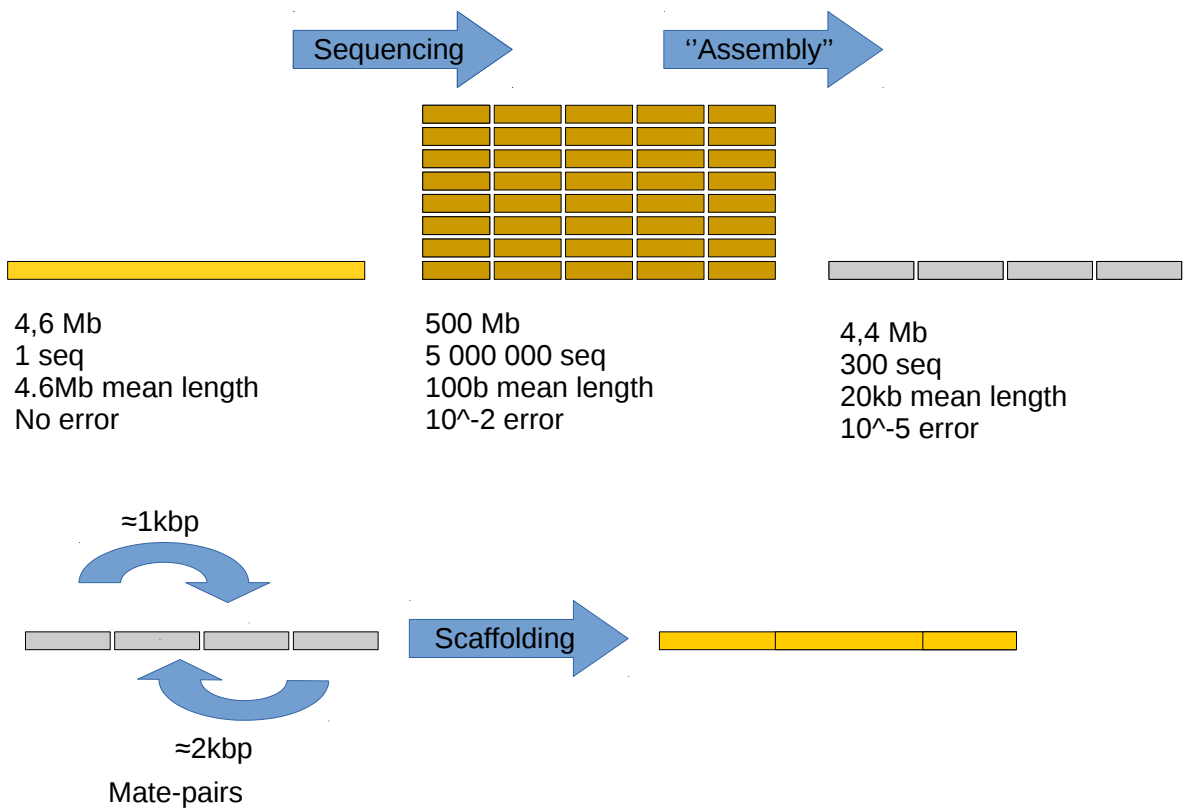 Sequencing
‘’Assembly’’
4,6 Mb
1 seq
4.6Mb mean length
No error
500 Mb
5 000 000 seq
100b mean length
10^-2 error
4,4 Mb
300 seq
20kb mean length
10^-5 error
≈1kbp
Scaffolding
≈2kbp
Mate-pairs